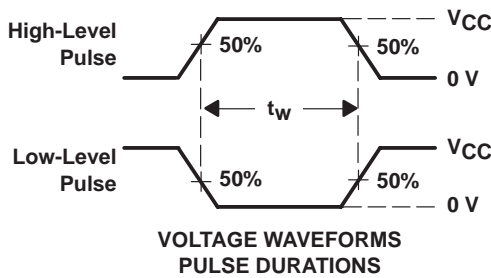 High-Level
Pulse
50%
50%
VCC
0 V
tw
Low-Level
Pulse
50%
50%
VCC
0 V
VOLTAGE WAVEFORMS
PULSE DURATIONS